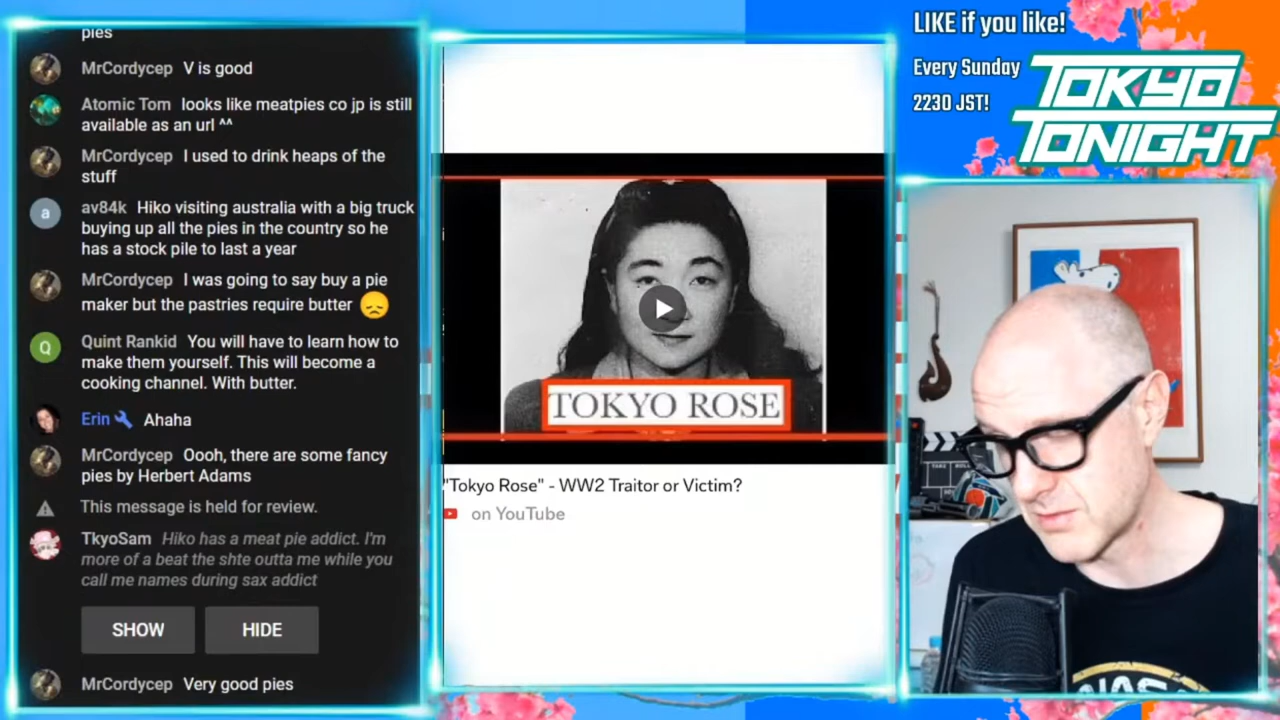 pies
MrCordycep V is good
Atomic Tom looks like meatpies co jp is still
available as an url ^^
MrCordycep I used to drink heaps of the
stuff
a
av84k Hiko visiting australia with a big truck
buying up all the pies in the country so he
has a stock pile to last a year
MrCordycep I was going to say buy a pie
maker but the pastries require butter
Q
Quint Rankid You will have to learn how to
make them yourself. This will become a
cooking channel. With butter.
Erin Ahaha
MrCordycep Oooh, there are some fancy
pies by Herbert Adams
This message is held for review.
TkyoSam Hiko has a meat pie addict. I'm
more of a beat the shte outta me while you
call me names during sax addict
SHOW HIDE
MrCordycep Very good pies
TOKYO ROSE
"Tokyo Rose" - WW2 Traitor or Victim?
on YouTube
LIKE if you like!
Every Sunday
2230 JST!
TOKYO
TONIGHT